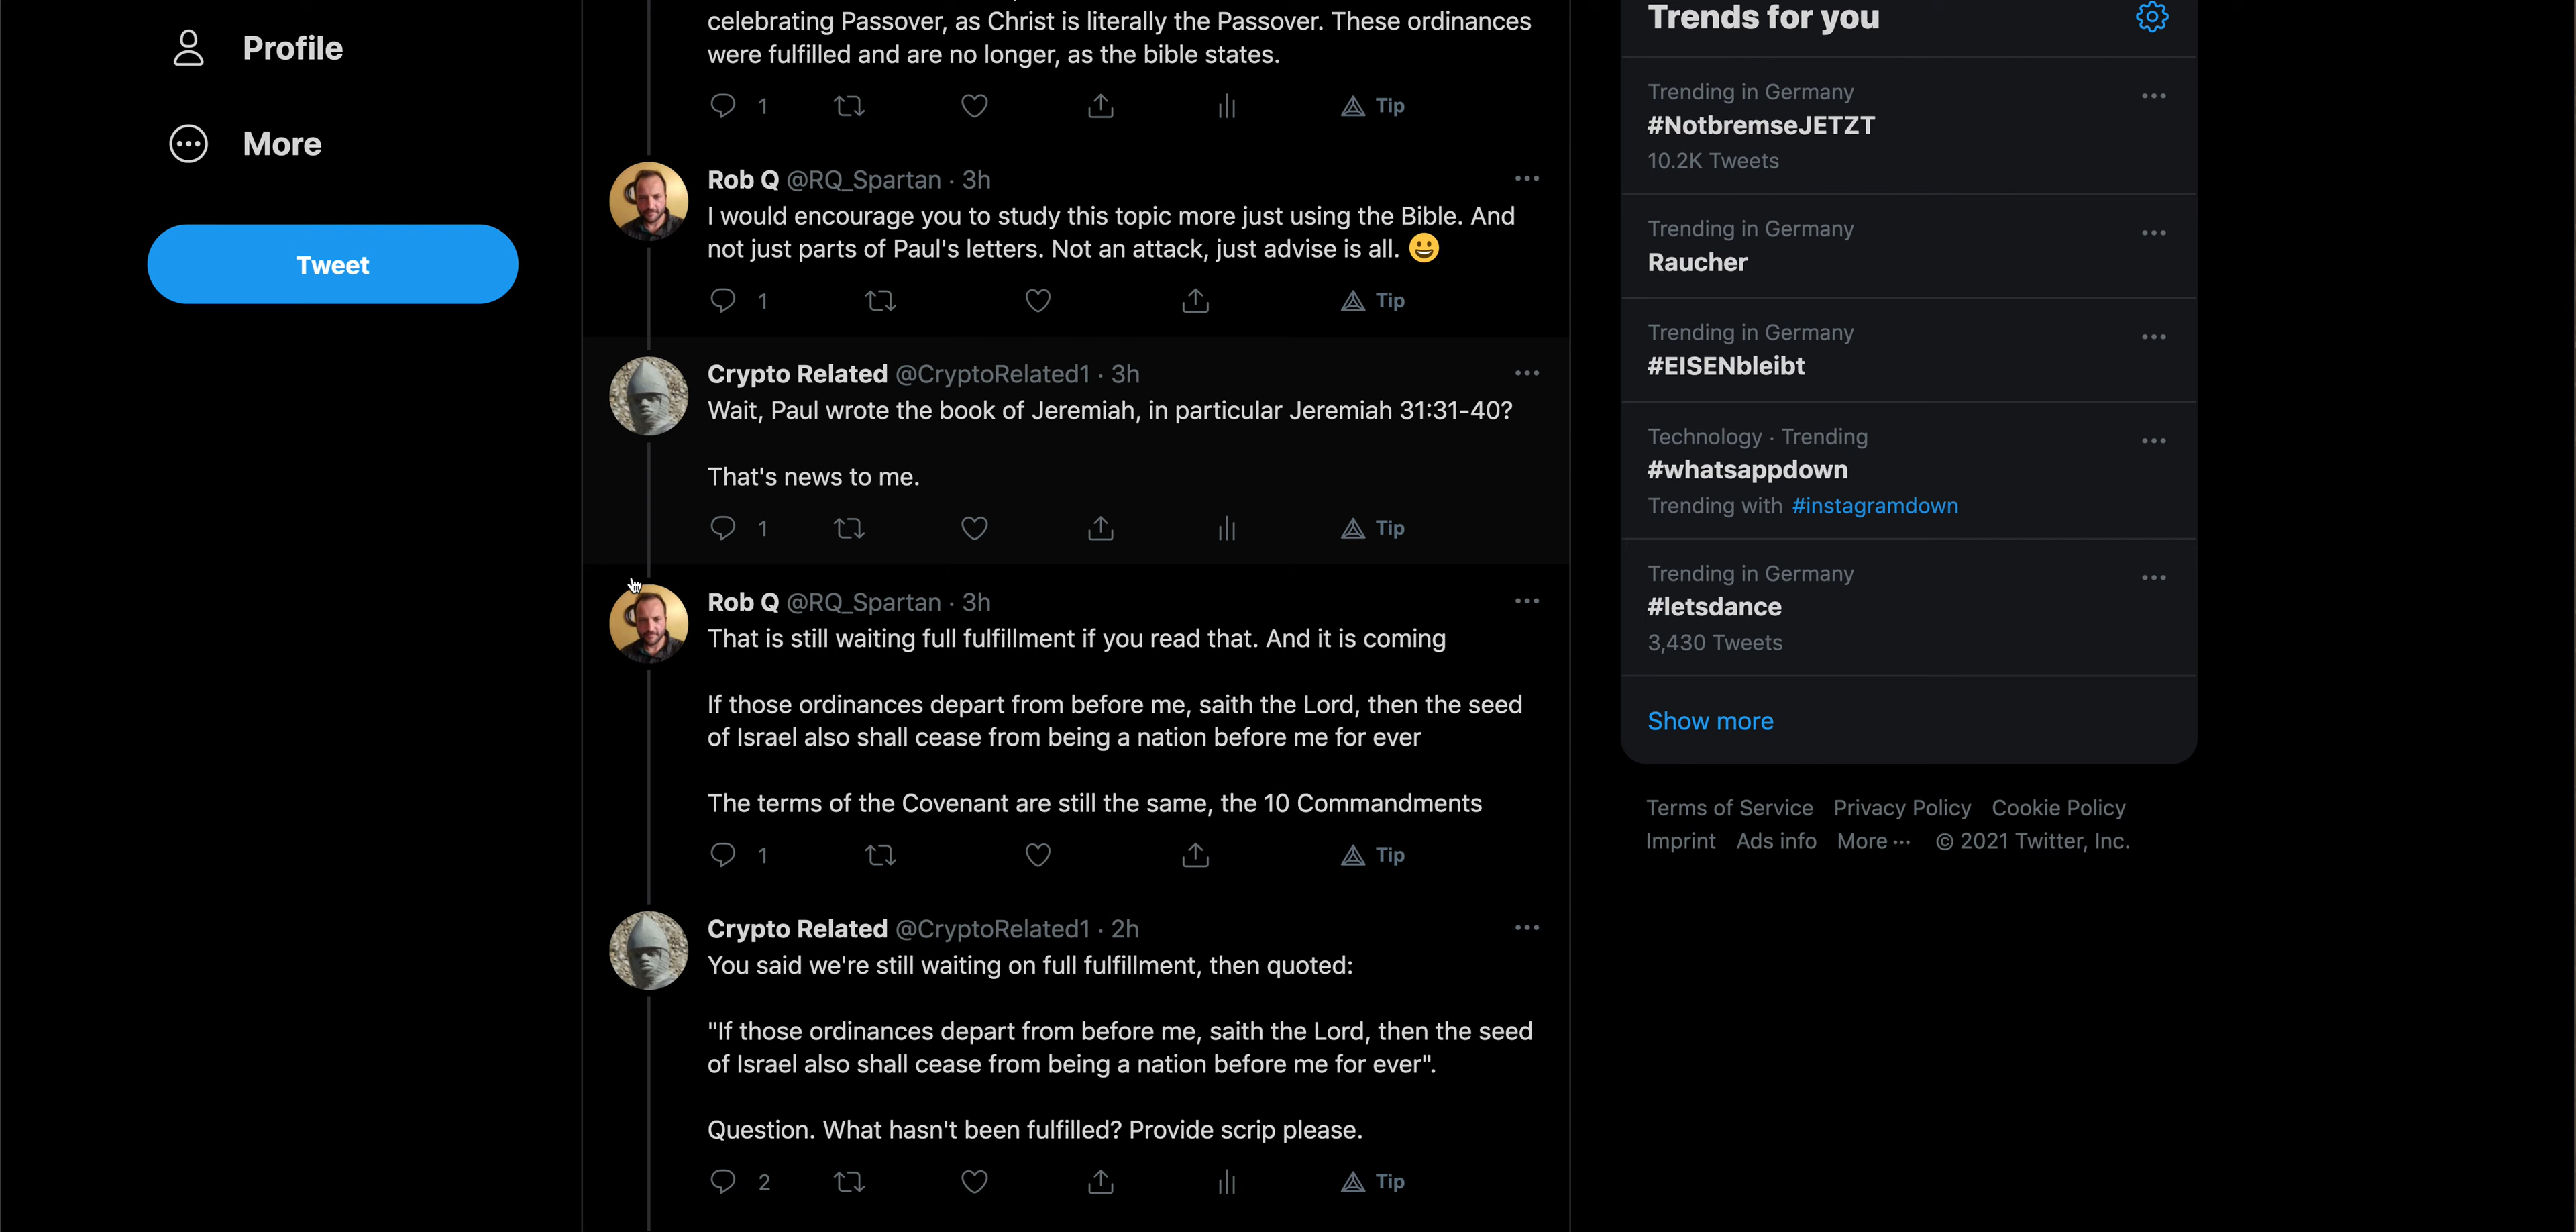 Profile
More
Tweet
celebrating Passover, as Christ is literally the Passover. These ordinances
were fulfilled and are no longer, as the bible states.
1
Tip
Rob Q @RQ_Spartan · 3h
I would encourage you to study this topic more just using the Bible. And
not just parts of Paul's letters. Not an attack, just advise is all. 😀
1
Tip
Crypto Related @CryptoRelated1 · 3h
Wait, Paul wrote the book of Jeremiah, in particular Jeremiah 31:31-40?
That's news to me.
1
Tip
Rob Q @RQ_Spartan · 3h
That is still waiting full fulfillment if you read that. And it is coming
If those ordinances depart from before me, saith the Lord, then the seed
of Israel also shall cease from being a nation before me for ever
The terms of the Covenant are still the same, the 10 Commandments
1
Tip
Crypto Related @CryptoRelated1 · 2h
You said we're still waiting on full fulfillment, then quoted:
"If those ordinances depart from before me, saith the Lord, then the seed
of Israel also shall cease from being a nation before me for ever".
Question. What hasn't been fulfilled? Provide scrip please.
2
Tip
Trends for you
Trending in Germany
#NotbremseJETZT
10.2K Tweets
Trending in Germany
Raucher
Trending in Germany
#EISENbleibt
Technology · Trending
#whatsappdown
Trending with #instagramdown
Trending in Germany
#letsdance
3,430 Tweets
Show more
Terms of Service Privacy Policy Cookie Policy
Imprint Ads info More ··· © 2021 Twitter, Inc.